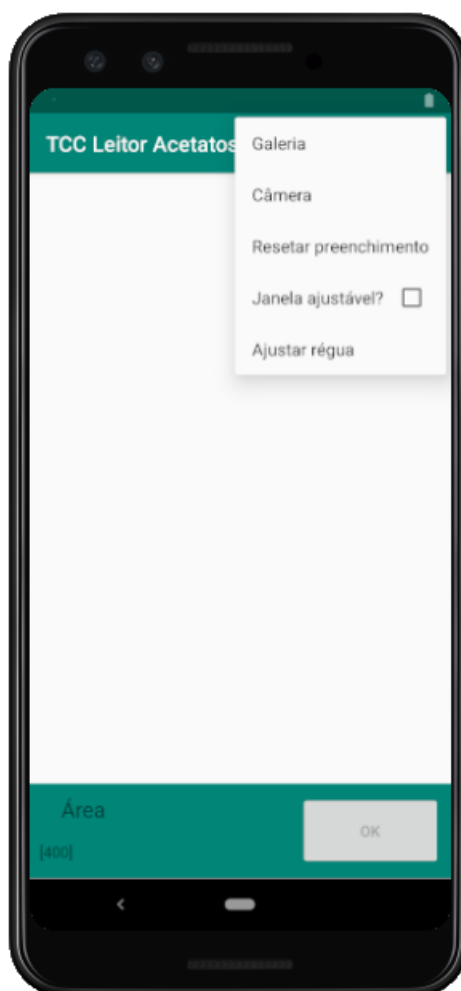 TCC Leitor Acetatos
Galeria
Câmera
Resetar preenchimento
Janela ajustável?
Ajustar régua
Área
OK
[400]